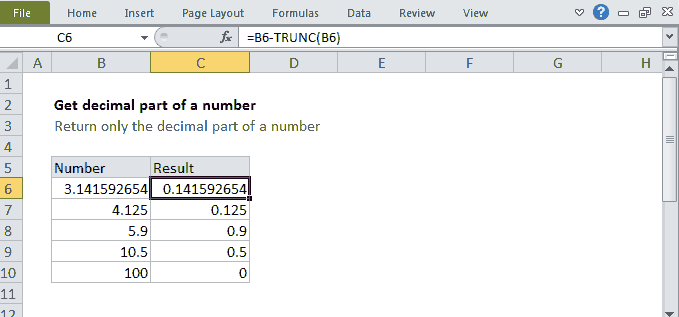 File Home Insert Page Layout Formulas Data Review View
C6 fx =B6-TRUNC(B6)
A B C D E F G H
1
2 Get decimal part of a number
3 Return only the decimal part of a number
4
5 Number Result
6 3.141592654 0.141592654
7 4.125 0.125
8 5.9 0.9
9 10.5 0.5
10 100 0
11
12